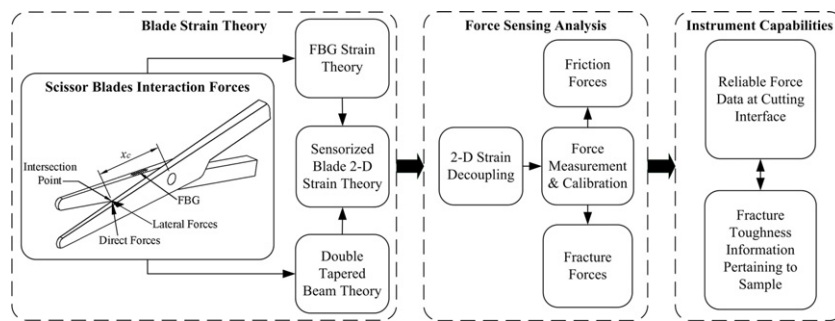 Blade Strain Theory
Scissor Blades Interaction Forces
x_c
Intersection
Point
FBG
Lateral Forces
Direct Forces
FBG Strain
Theory
Sensorized
Blade 2-D
Strain Theory
Double
Tapered
Beam Theory
Force Sensing Analysis
2-D Strain
Decoupling
Friction
Forces
Force
Measurement
& Calibration
Fracture
Forces
Instrument Capabilities
Reliable Force
Data at Cutting
Interface
Fracture
Toughness
Information
Pertaining to
Sample